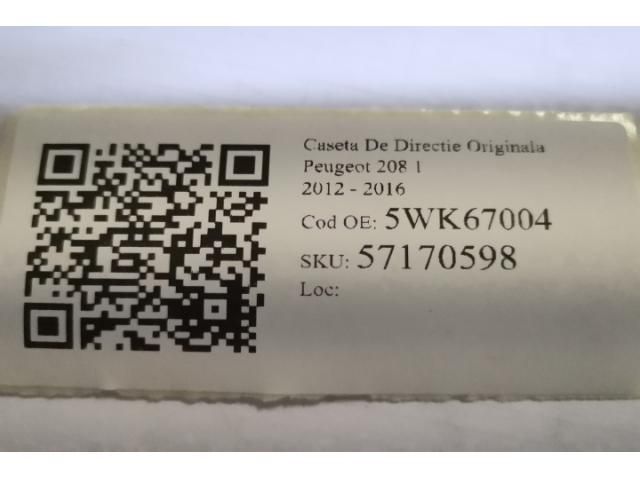 Caseta De Directie Originala
Peugeot 208 1
2012 - 2016
Cod OE: 5WK67004
SKU: 57170598
Loc: